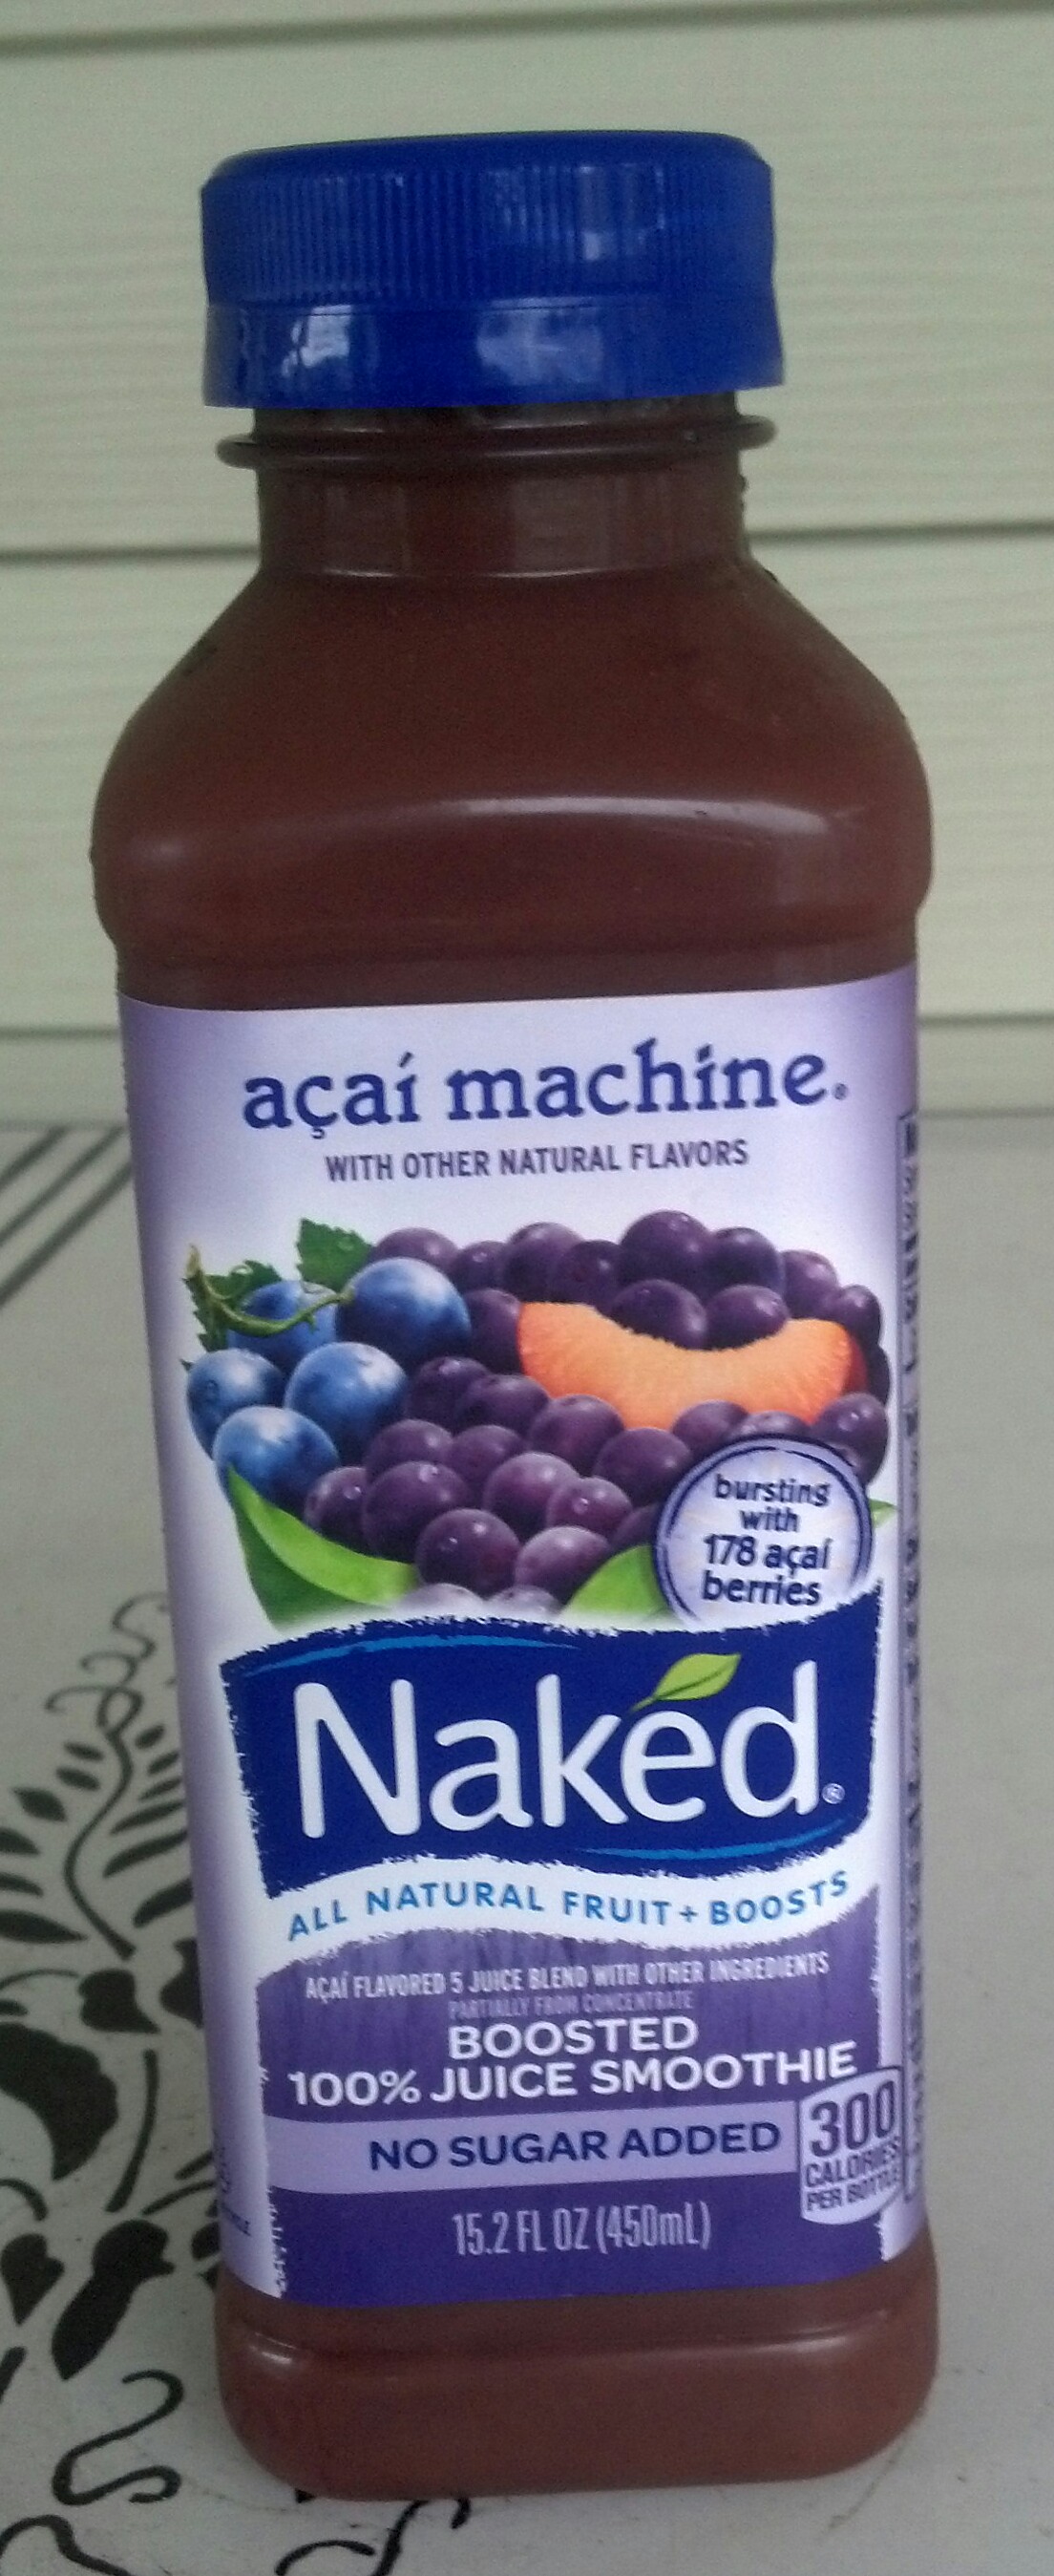 açaí machine®
WITH OTHER NATURAL FLAVORS
bursting
with
178 açaí
berries
Naked®
ALL NATURAL FRUIT + BOOSTS
AÇAÍ FLAVORED 5 JUICE BLEND WITH OTHER INGREDIENTS
PARTIALLY FROM CONCENTRATE
BOOSTED
100% JUICE SMOOTHIE
NO SUGAR ADDED
300
CALORIES
PER BOTTLE
15.2 FL OZ (450mL)